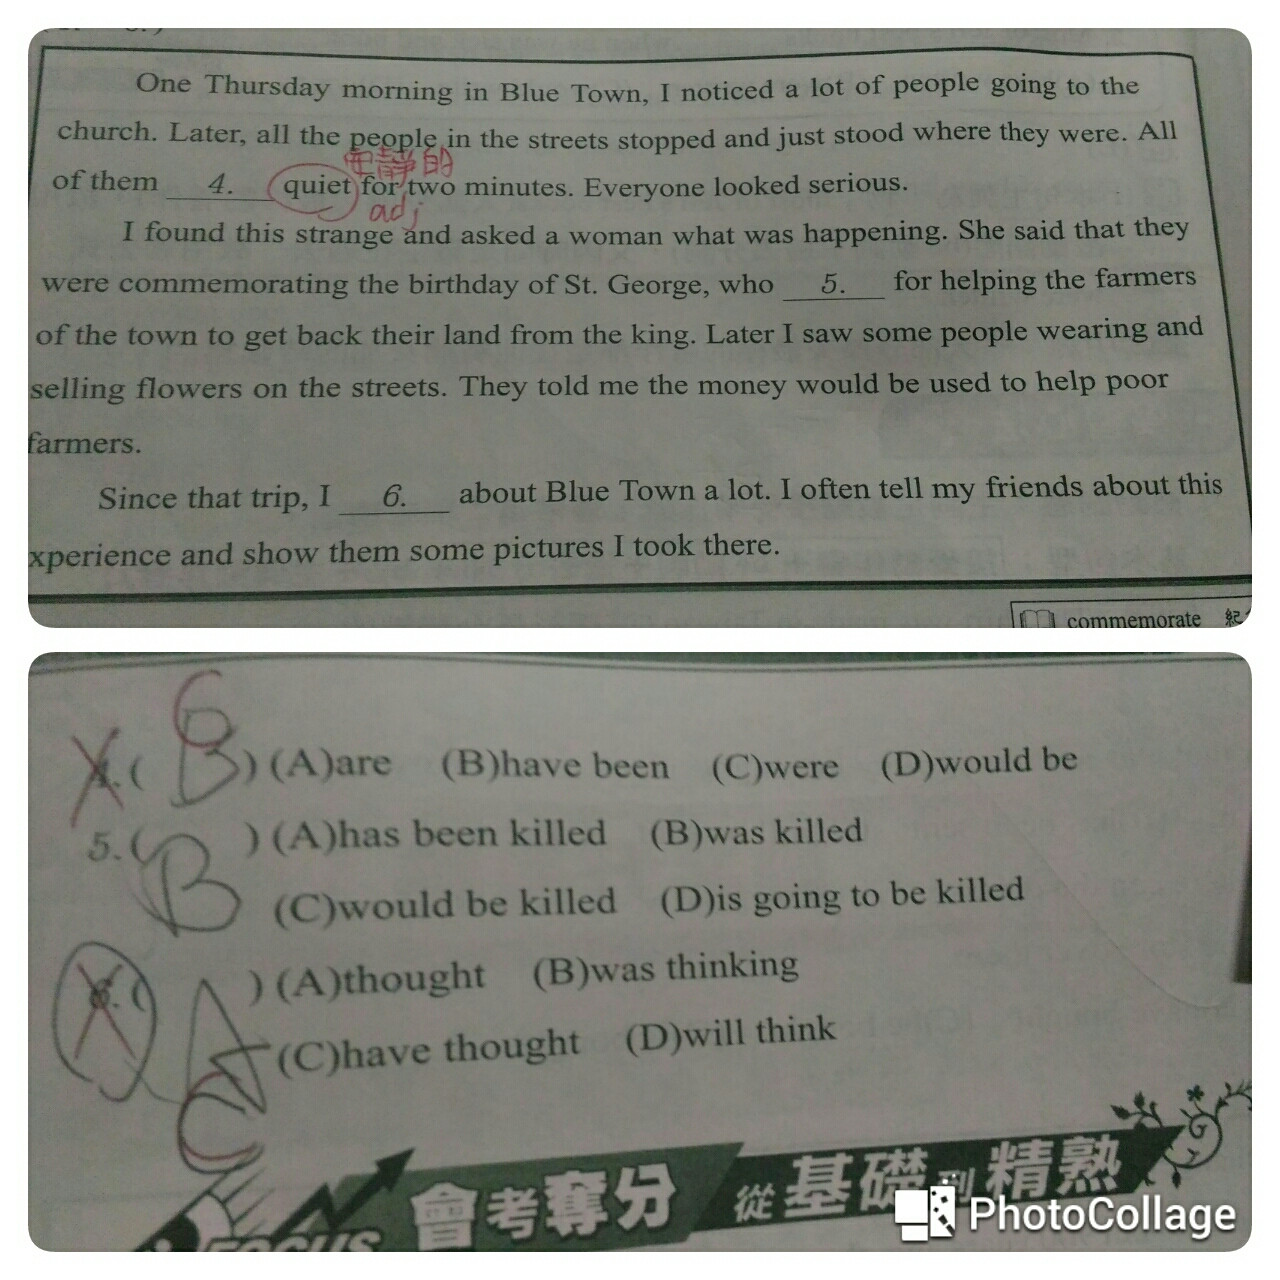 One Thursday morning in Blue Town, I noticed a lot of people going to the
church. Later, all the people in the streets stopped and just stood where they were. All
安靜的
of them 4. quiet for two minutes. Everyone looked serious.
adj
I found this strange and asked a woman what was happening. She said that they
were commemorating the birthday of St. George, who 5. for helping the farmers
of the town to get back their land from the king. Later I saw some people wearing and
selling flowers on the streets. They told me the money would be used to help poor
farmers.
Since that trip, I 6. about Blue Town a lot. I often tell my friends about this
xperience and show them some pictures I took there.
commemorate 紀
C
4. ( B ) (A)are (B)have been (C)were (D)would be
5. ( B ) (A)has been killed (B)was killed
(C)would be killed (D)is going to be killed
6. ( A ) (A)thought (B)was thinking
C (C)have thought (D)will think
FOCUS 會考奪分 從基礎到精熟
PhotoCollage